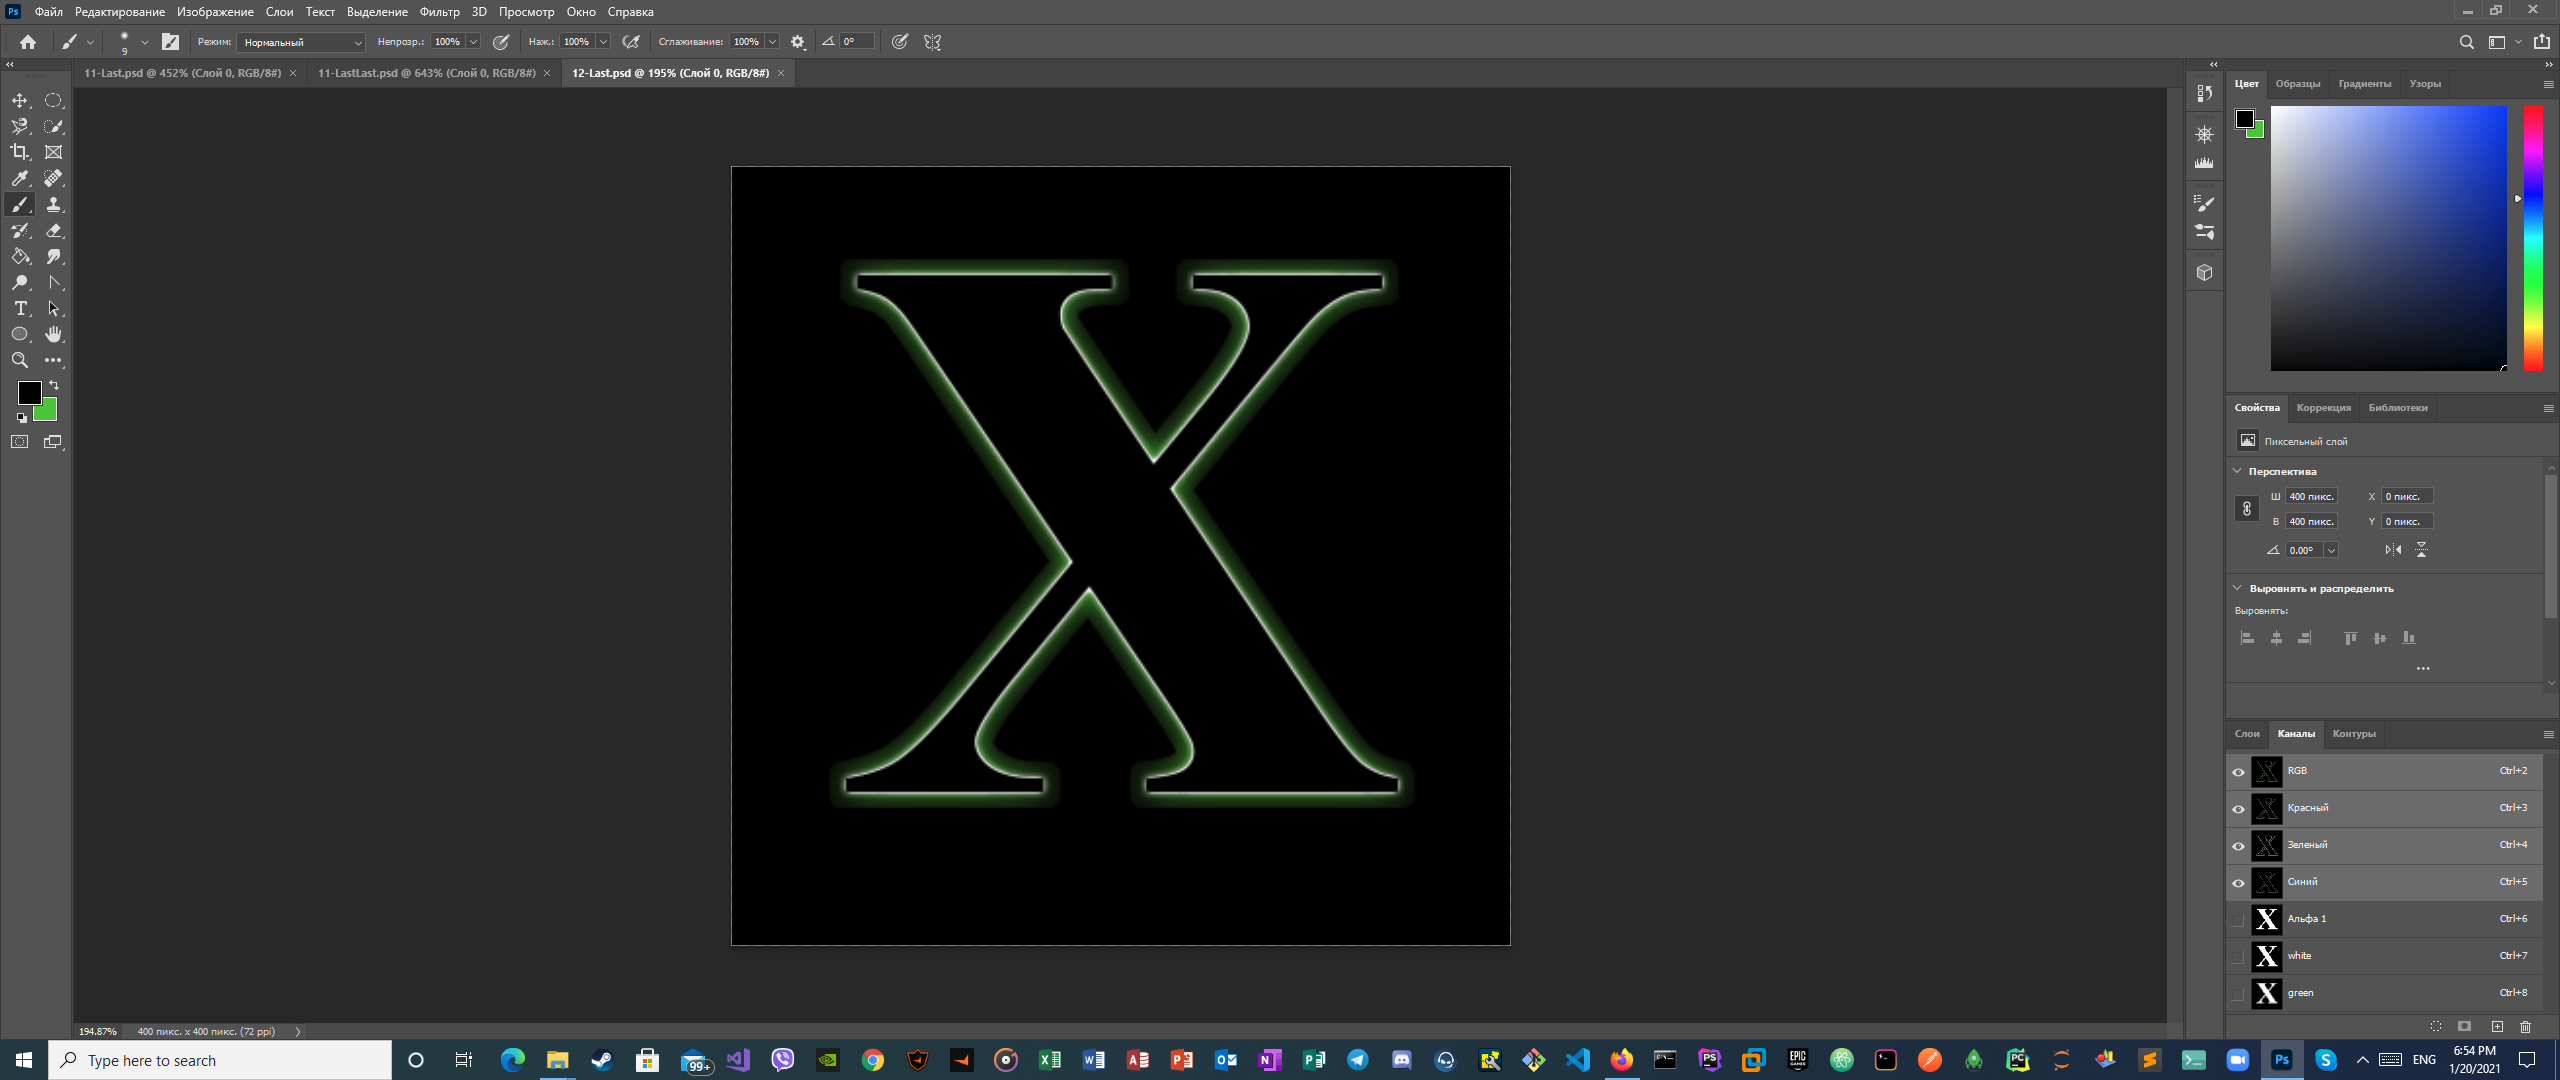 Ps Файл Редактирование Изображение Слои Текст Выделение Фильтр 3D Просмотр Окно Справка
9 Режим: Нормальный Непрозр.: 100% Наж.: 100% Сглаживание: 100% 0°
11-Last.psd @ 452% (Слой 0, RGB/8#) × 11-LastLast.psd @ 643% (Слой 0, RGB/8#) × 12-Last.psd @ 195% (Слой 0, RGB/8#) ×
Цвет Образцы Градиенты Узоры
X
Свойства Коррекция Библиотеки
Пиксельный слой
Перспектива
Ш 400 пикс. X 0 пикс.
В 400 пикс. Y 0 пикс.
0.00°
Выровнять и распределить
Выровнять:
Слои Каналы Контуры
RGB Ctrl+2
Красный Ctrl+3
Зеленый Ctrl+4
Синий Ctrl+5
X Альфа 1 Ctrl+6
X white Ctrl+7
X green Ctrl+8
194.87% 400 пикс. x 400 пикс. (72 ppi)
Type here to search
99+
ENG
6:54 PM
1/20/2021